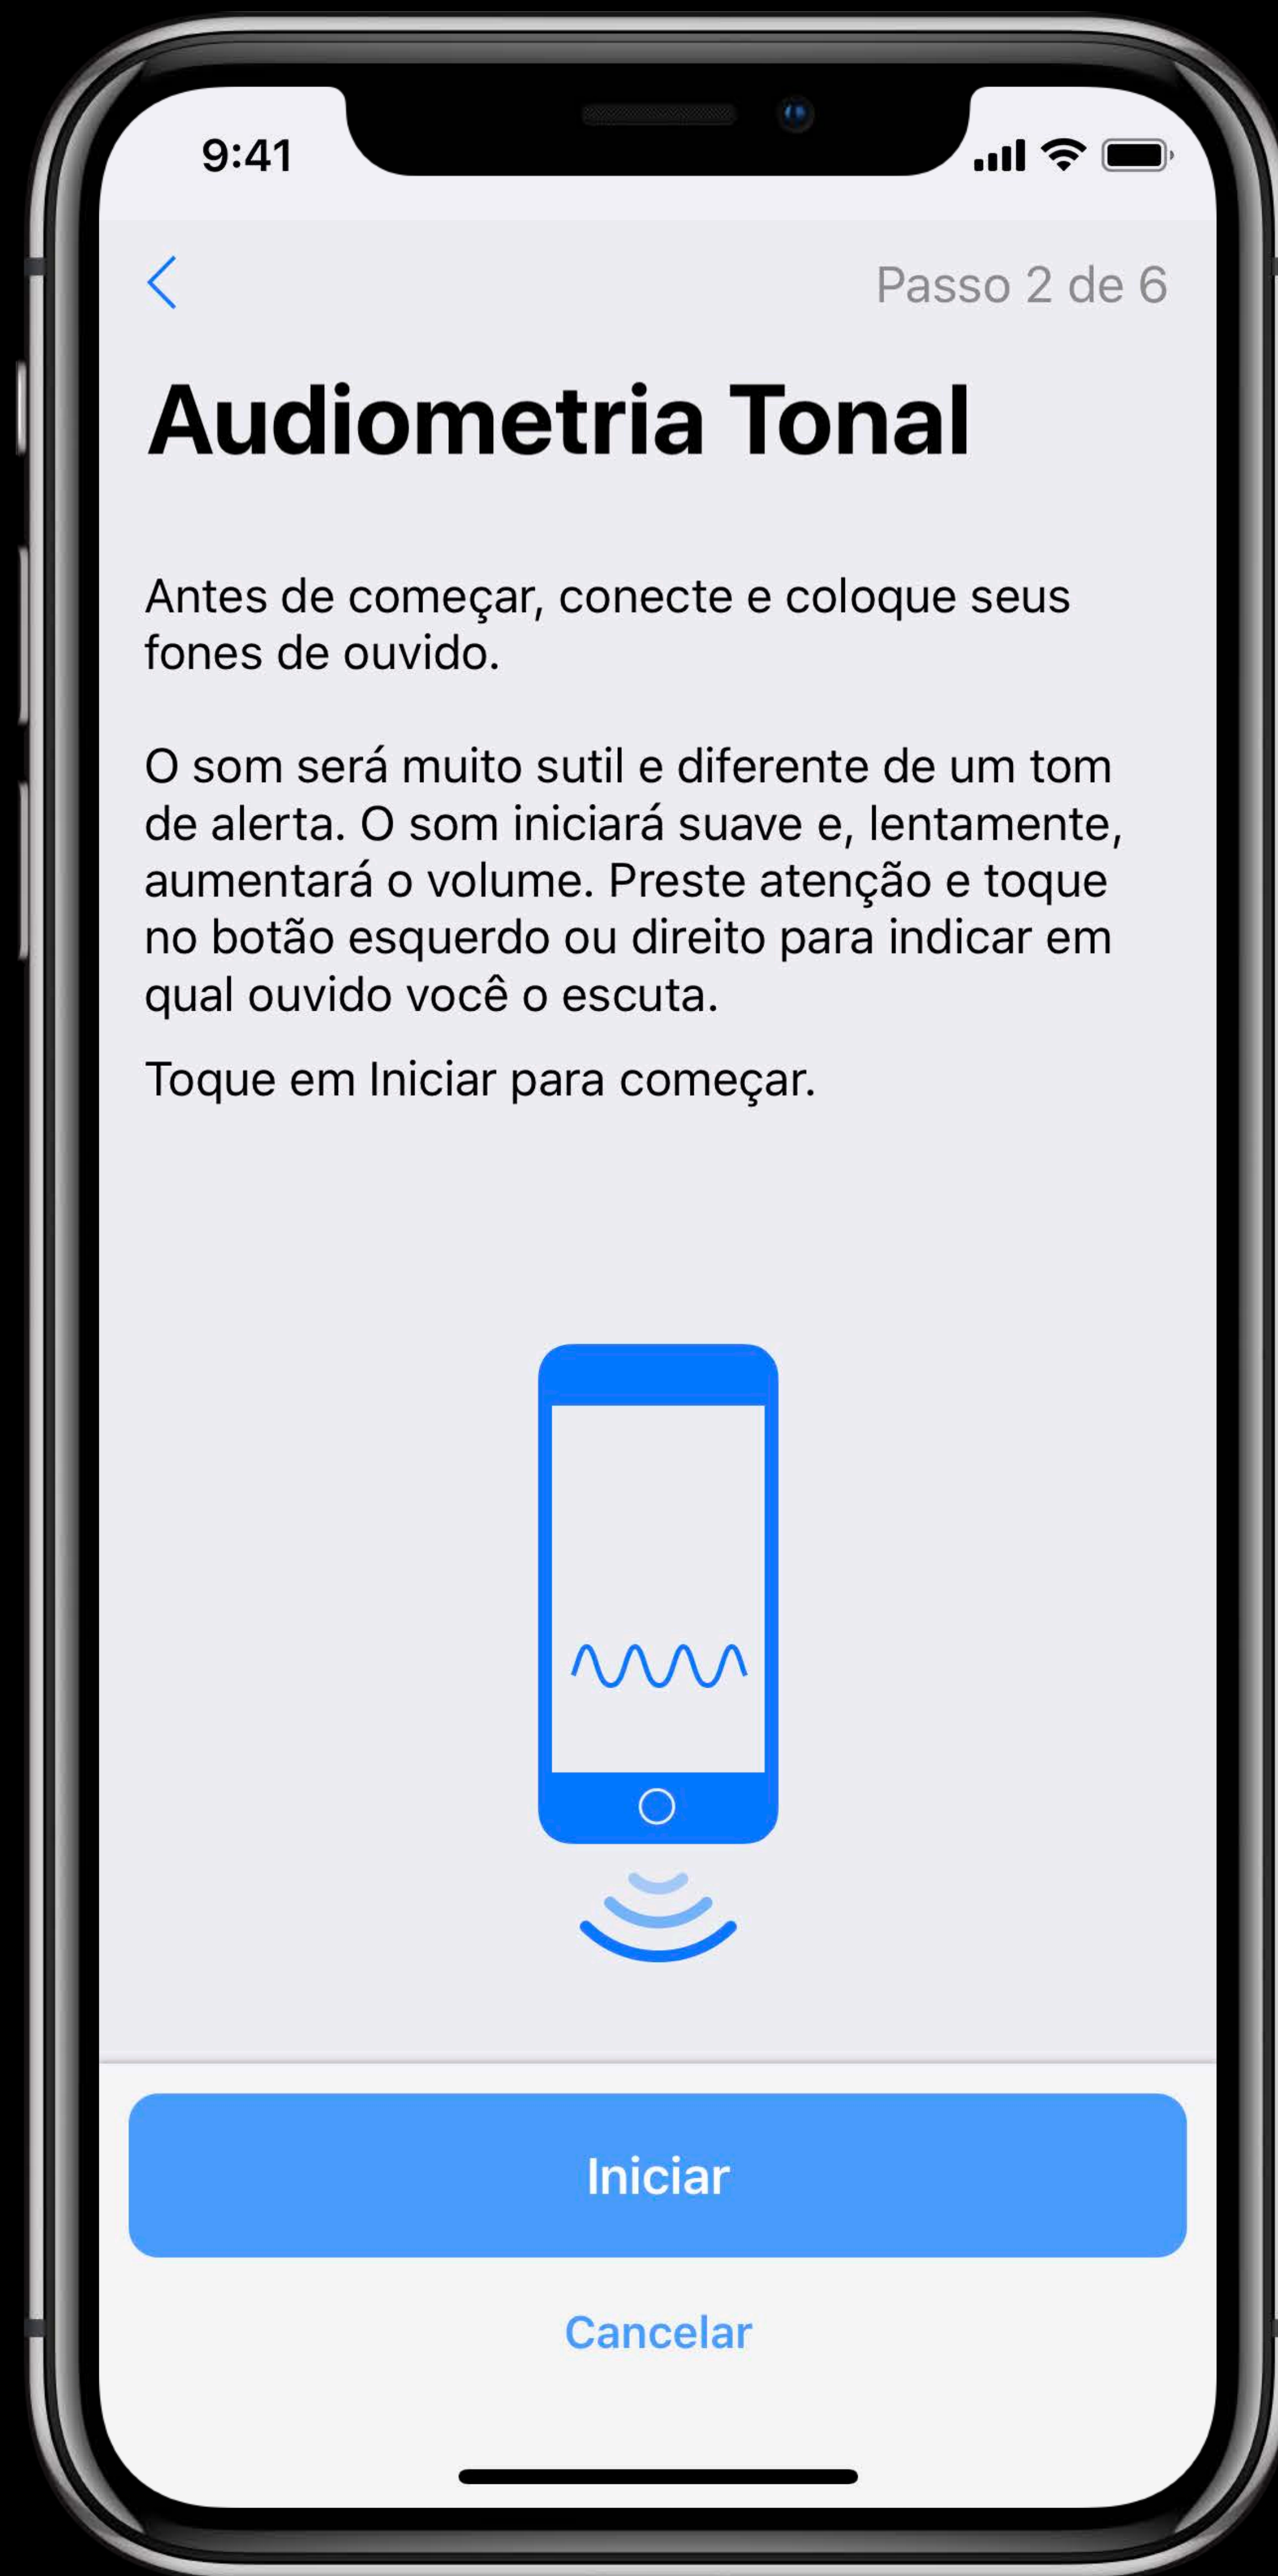 9:41
Passo 2 de 6
Audiometria Tonal
Antes de começar, conecte e coloque seus
fones de ouvido.
O som será muito sutil e diferente de um tom
de alerta. O som iniciará suave e, lentamente,
aumentará o volume. Preste atenção e toque
no botão esquerdo ou direito para indicar em
qual ouvido você o escuta.
Toque em Iniciar para começar.
Iniciar
Cancelar